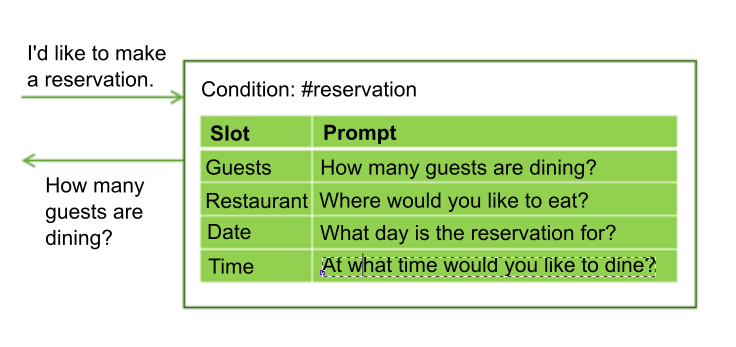 I'd like to make
a reservation.
Condition: #reservation
Slot Prompt
Guests How many guests are dining?
Restaurant Where would you like to eat?
Date What day is the reservation for?
Time At what time would you like to dine?
How many
guests are
dining?